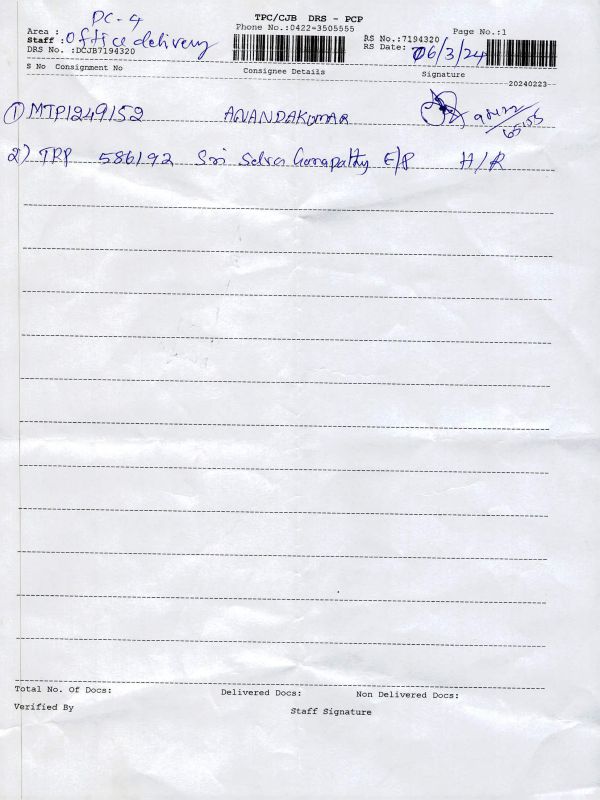 PC-4
TPC/CJB DRS - PCP
Area :
Phone No.:0422-3505555
Page No.:1
Staff : Office delivery
RS No.:7194320
DRS No. :DCJB7194320
RS Date: 06/3/24
S No Consignment No Consignee Details Signature
20240223
1 MTP1249152 ANANDAKUMAR
2) TRP 586192 Sri Selva Ganapathy E/P H/R
Total No. Of Docs: Delivered Docs: Non Delivered Docs:
Verified By Staff Signature